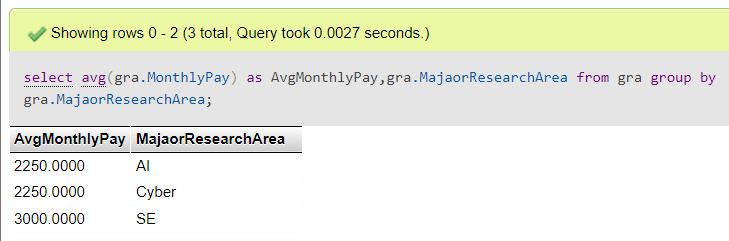 Showing rows 0 - 2 (3 total, Query took 0.0027 seconds.)
select avg(gra.MonthlyPay) as AvgMonthlyPay,gra.MajaorResearchArea from gra group by
gra.MajaorResearchArea;
AvgMonthlyPay MajaorResearchArea
2250.0000 AI
2250.0000 Cyber
3000.0000 SE